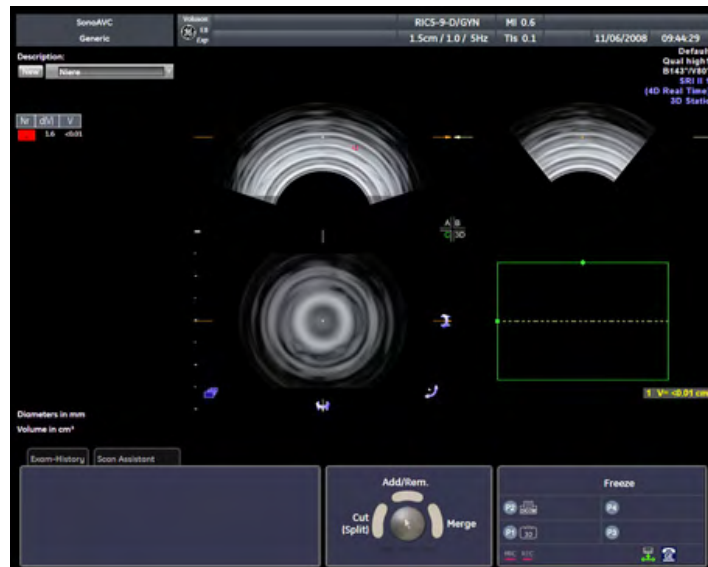 SonoAVC
Generic
Voluson
E8
Exp
RIC5-9-D/GYN
MI 0.6
1.5cm / 1.0 / 5Hz
TIs 0.1
11/06/2008
09:44:29
Default
Qual high1
B143°/V80
SRI II
(4D Real Time)
3D Static
Description:
New
Niere
Nr d(V) V
1.6 <0.01
A B
C 3D
1 V= <0.01 cm
Diameters in mm
Volume in cm³
Exam-History
Scan Assistant
Add/Rem.
Cut
(Split)
Merge
Freeze
P2
P4
P1
P3